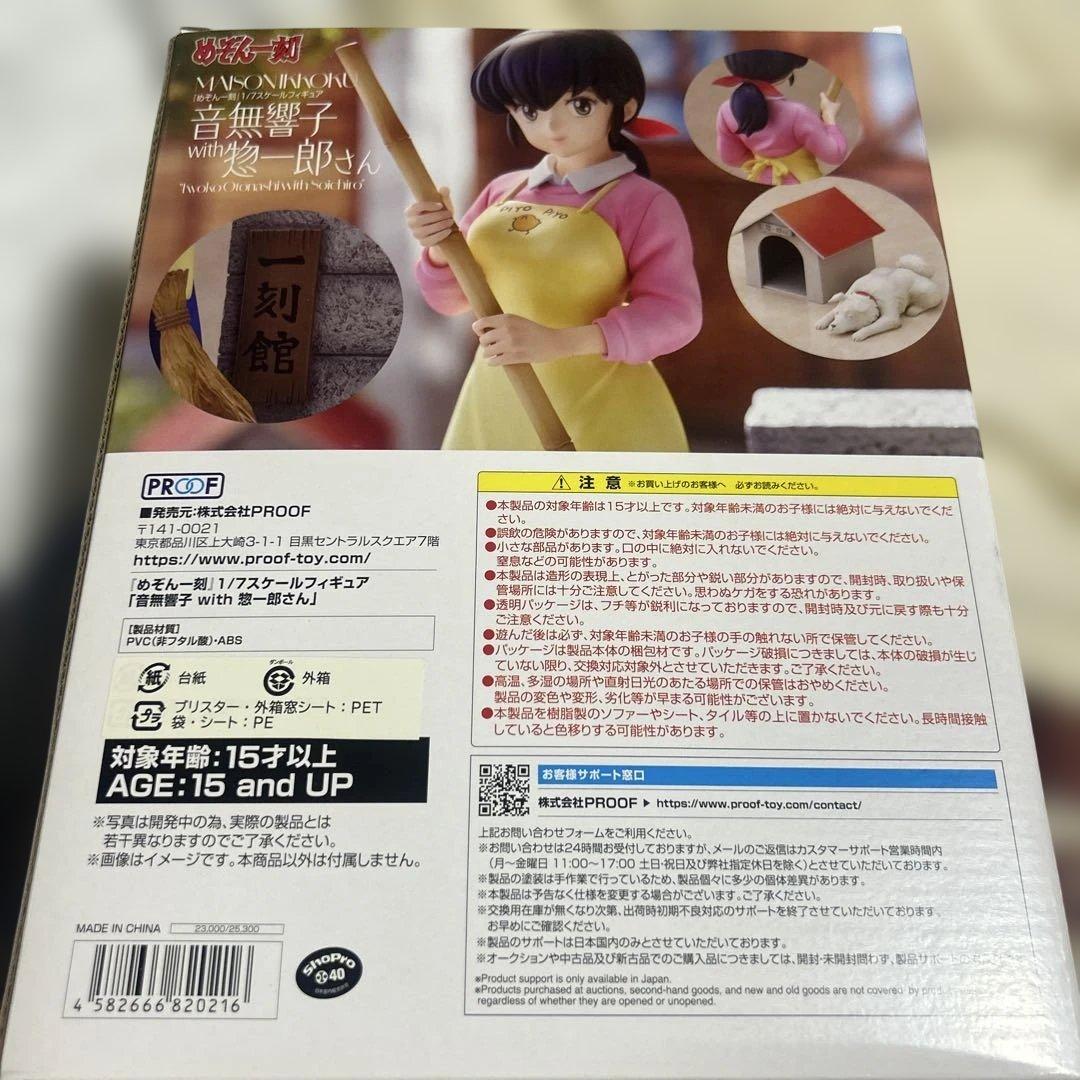 めぞん一刻
MAISON IKKOKU
『めぞん一刻』1/7スケールフィギュア
音無響子
with惣一郎さん
"Kyoko Otonashi with Soichiro"
PIYO PIYO
一刻館
PROOF
■発売元:株式会社PROOF
〒141-0021
東京都品川区上大崎3-1-1 目黒セントラルスクエア7階
https://www.proof-toy.com/
『めぞん一刻』1/7スケールフィギュア
「音無響子 with 惣一郎さん」
[製品材質]
PVC(非フタル酸)・ABS
紙 台紙
ダンボール 外箱
プラ ブリスター・外箱窓シート:PET
袋・シート:PE
対象年齢:15才以上
AGE:15 and UP
※写真は開発中の為、実際の製品とは
若干異なりますのでご了承ください。
※画像はイメージです。本商品以外は付属しません。
MADE IN CHINA 23,000/25,300
4 582666 820216
ShoPro
40
⚠ 注 意 ※お買い上げのお客様へ 必ずお読みください。
●本製品の対象年齢は15才以上です。対象年齢未満のお子様には絶対に与えないでくだ
さい。
●誤飲の危険がありますので、対象年齢未満のお子様には絶対に与えないでください。
●小さな部品があります。口の中に絶対に入れないでください。
窒息などの可能性があります。
●本製品は造形の表現上、とがった部分や鋭い部分がありますので、開封時、取り扱いや保
管場所には十分ご注意してください。思わぬケガをする恐れがあります。
●透明パッケージは、フチ等が鋭利になっておりますので、開封時及び元に戻す際も十分
ご注意ください。
●遊んだ後は必ず、対象年齢未満のお子様の手の触れない所で保管してください。
●パッケージは製品本体の梱包材です。パッケージ破損につきましては、本体の破損が生じ
ていない限り、交換対応対象外とさせていただきます。ご了承ください。
●高温、多湿の場所や直射日光のあたる場所での保管はおやめください。
製品の変色や変形、劣化等が早まる可能性がございます。
●本製品を樹脂製のソファーやシート、タイル等の上に置かないでください。長時間接触
していると色移りする可能性があります。
お客様サポート窓口
株式会社PROOF ▶ https://www.proof-toy.com/contact/
上記お問い合わせフォームをご利用ください。
※お問い合わせは24時間お受付しておりますが、メールのご返信はカスタマーサポート営業時間内
(月～金曜日 11:00～17:00 土日・祝日及び弊社指定休日を除く)とさせていただいております。
※製品の塗装は手作業で行っているため、製品個々に多少の個体差があります。
※本製品は予告なく仕様を変更する場合がございます。ご了承ください。
※交換用在庫が無くなり次第、出荷時初期不良対応のサポートを終了させていただいております。
お早めにご確認ください。
※製品のサポートは日本国内のみとさせていただいております。
※オークションや中古品及び新古品でのご購入品につきましては、開封・未開封問わず、製品サポート
※Product support is only available in Japan.
※Products purchased at auctions, second-hand goods, and new and old goods are not covered by
regardless of whether they are opened or unopened.